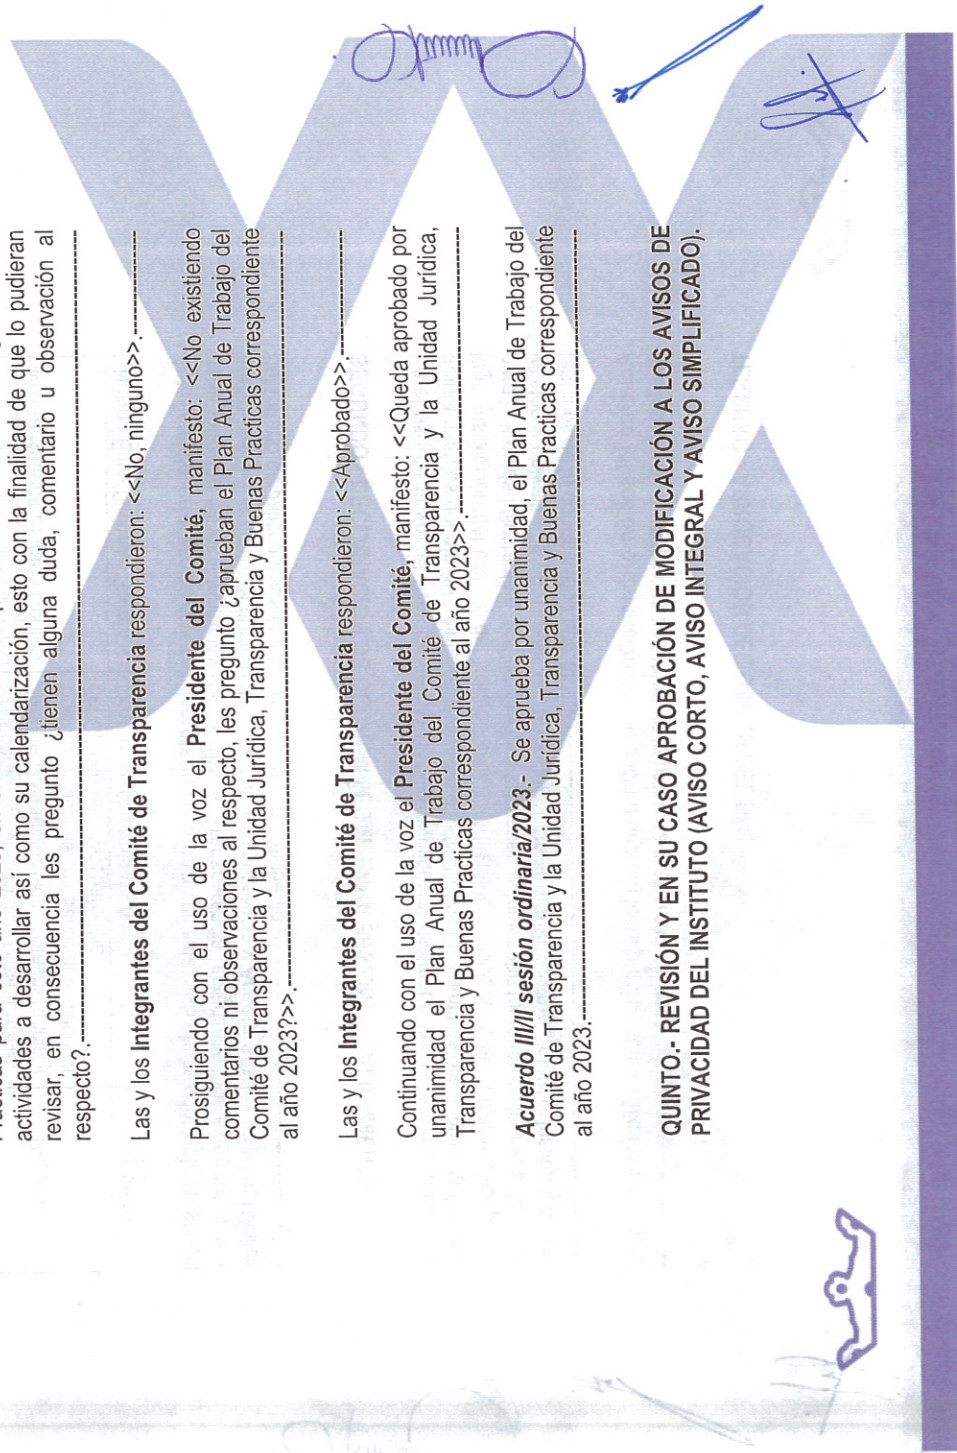 actividades a desarrollar así como su calendarización, esto con la finalidad de que lo pudieran
revisar, en consecuencia les pregunto ¿tienen alguna duda, comentario u observación al
respecto?.------------------------------------------------------------
Las y los Integrantes del Comité de Transparencia respondieron: <<No, ninguno>>.-----------
Prosiguiendo con el uso de la voz el Presidente del Comité, manifesto: <<No existiendo
comentarios ni observaciones al respecto, les pregunto ¿aprueban el Plan Anual de Trabajo del
Comité de Transparencia y la Unidad Jurídica, Transparencia y Buenas Practicas correspondiente
al año 2023?>>.------------------------------------------------------------
Las y los Integrantes del Comité de Transparencia respondieron: <<Aprobado>>.-----------
Continuando con el uso de la voz el Presidente del Comité, manifesto: <<Queda aprobado por
unanimidad el Plan Anual de Trabajo del Comité de Transparencia y la Unidad Jurídica,
Transparencia y Buenas Practicas correspondiente al año 2023>>.------------------------------
Acuerdo III/II sesión ordinaria/2023.- Se aprueba por unanimidad, el Plan Anual de Trabajo del
Comité de Transparencia y la Unidad Jurídica, Transparencia y Buenas Practicas correspondiente
al año 2023.------------------------------------------------------------
QUINTO.- REVISIÓN Y EN SU CASO APROBACIÓN DE MODIFICACIÓN A LOS AVISOS DE
PRIVACIDAD DEL INSTITUTO (AVISO CORTO, AVISO INTEGRAL Y AVISO SIMPLIFICADO).